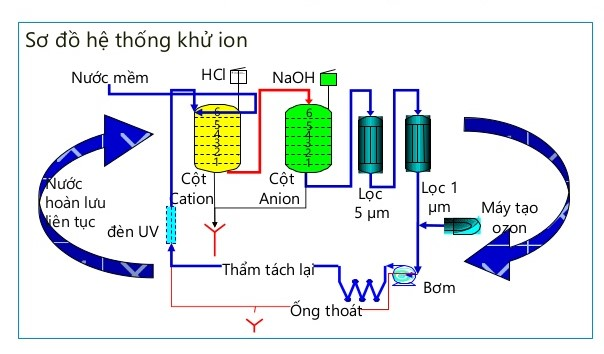 Sơ đồ hệ thống khử ion
Nước mềm
HCl
NaOH
6
5
4
3
2
1
6
5
4
3
2
1
Cột
Cation
Cột
Anion
Lọc
5 µm
Lọc 1
µm
Máy tạo
ozon
Nước
hoàn lưu
liên tục
đèn UV
Thẩm tách lại
Bơm
Ống thoát